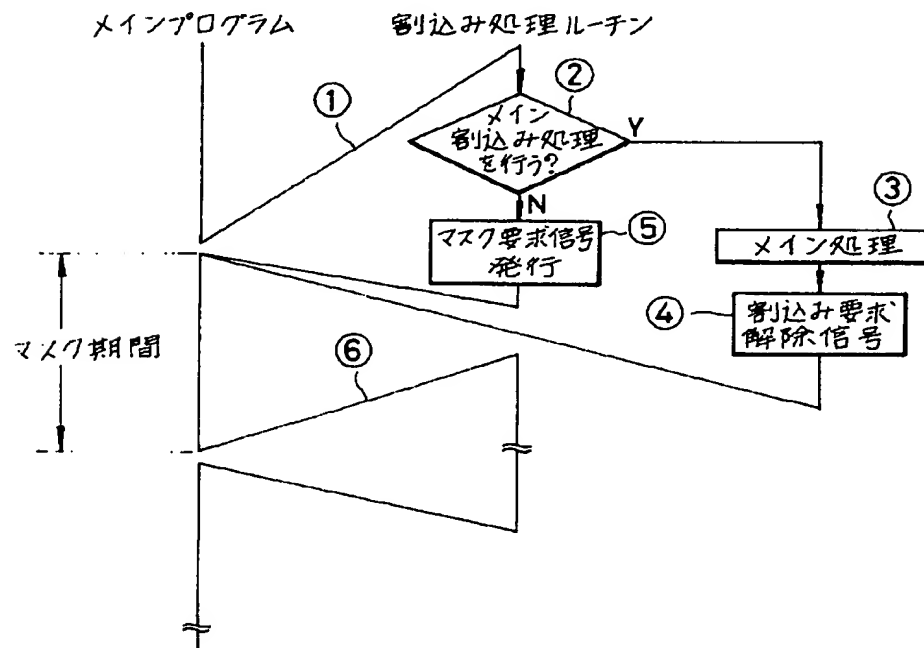 メインプログラム
割込み処理ルーチン
①
②
メイン
割込み処理
を行う?
Y
N
③
メイン処理
マスク要求信号
発行
⑤
④
割込み要求
解除信号
マスク期間
⑥